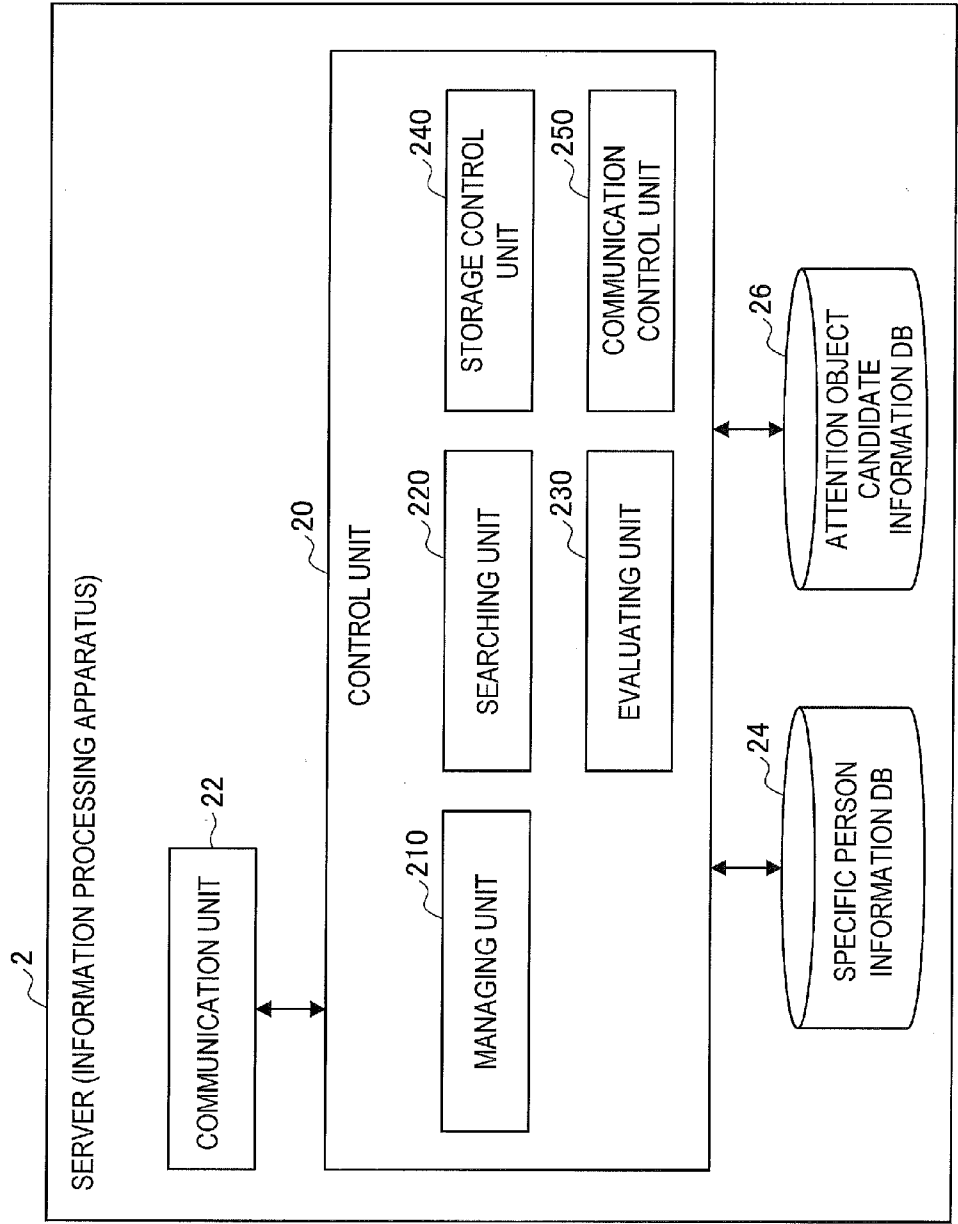 2
SERVER (INFORMATION PROCESSING APPARATUS)
22
COMMUNICATION UNIT
20
CONTROL UNIT
210
MANAGING UNIT
220
SEARCHING UNIT
240
STORAGE CONTROL
UNIT
230
EVALUATING UNIT
250
COMMUNICATION
CONTROL UNIT
24
SPECIFIC PERSON
INFORMATION DB
26
ATTENTION OBJECT
CANDIDATE
INFORMATION DB